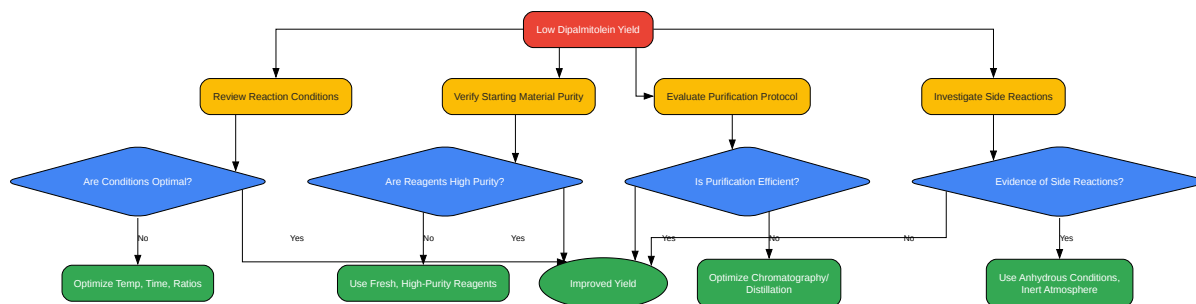 Low Dipalmitolein Yield
Review Reaction Conditions
Verify Starting Material Purity
Evaluate Purification Protocol
Investigate Side Reactions
Are Conditions Optimal?
Are Reagents High Purity?
Is Purification Efficient?
Evidence of Side Reactions?
No
Yes
No
Yes
Yes
No
No
Yes
Optimize Temp, Time, Ratios
Use Fresh, High-Purity Reagents
Improved Yield
Optimize Chromatography/
Distillation
Use Anhydrous Conditions,
Inert Atmosphere